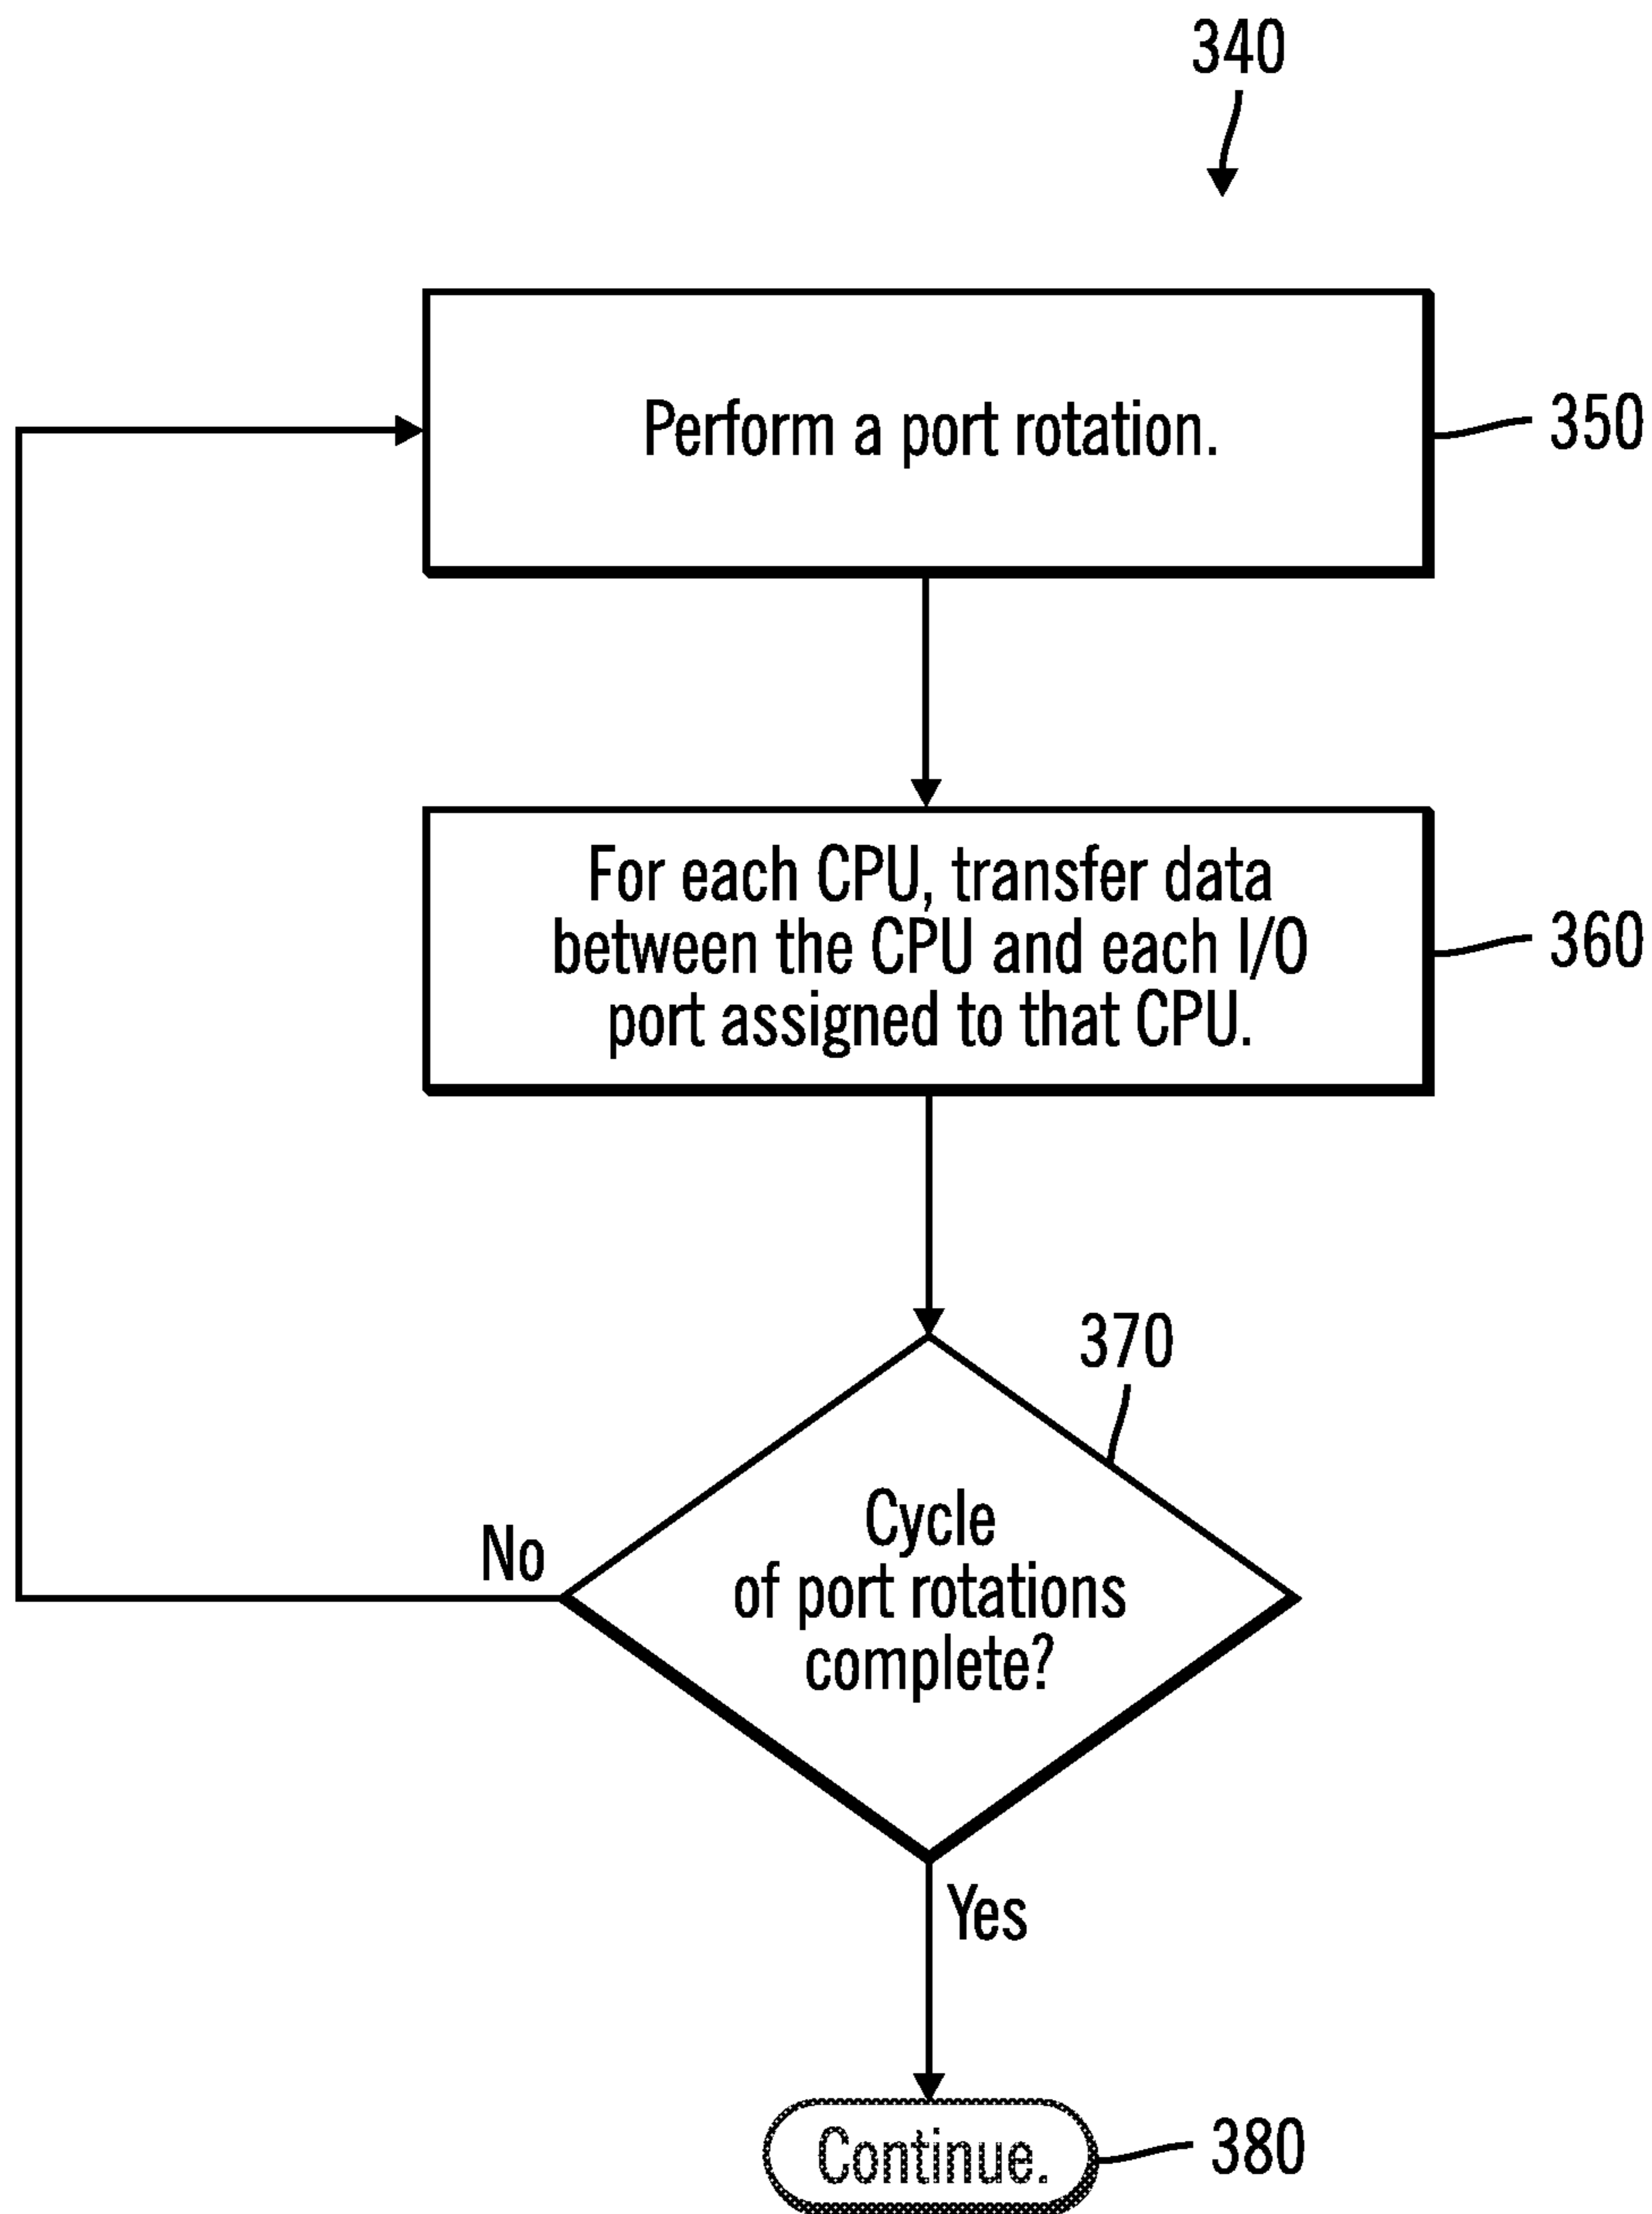 340
Perform a port rotation.
350
For each CPU, transfer data
between the CPU and each I/O
port assigned to that CPU.
360
370
Cycle
of port rotations
complete?
No
Yes
Continue.
380